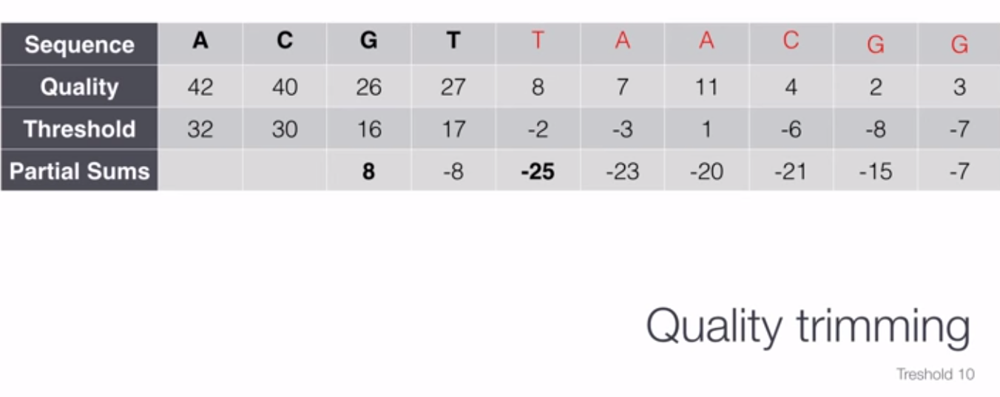 Sequence A C G T T A A C G G
Quality 42 40 26 27 8 7 11 4 2 3
Threshold 32 30 16 17 -2 -3 1 -6 -8 -7
Partial Sums 8 -8 -25 -23 -20 -21 -15 -7
Quality trimming
Treshold 10